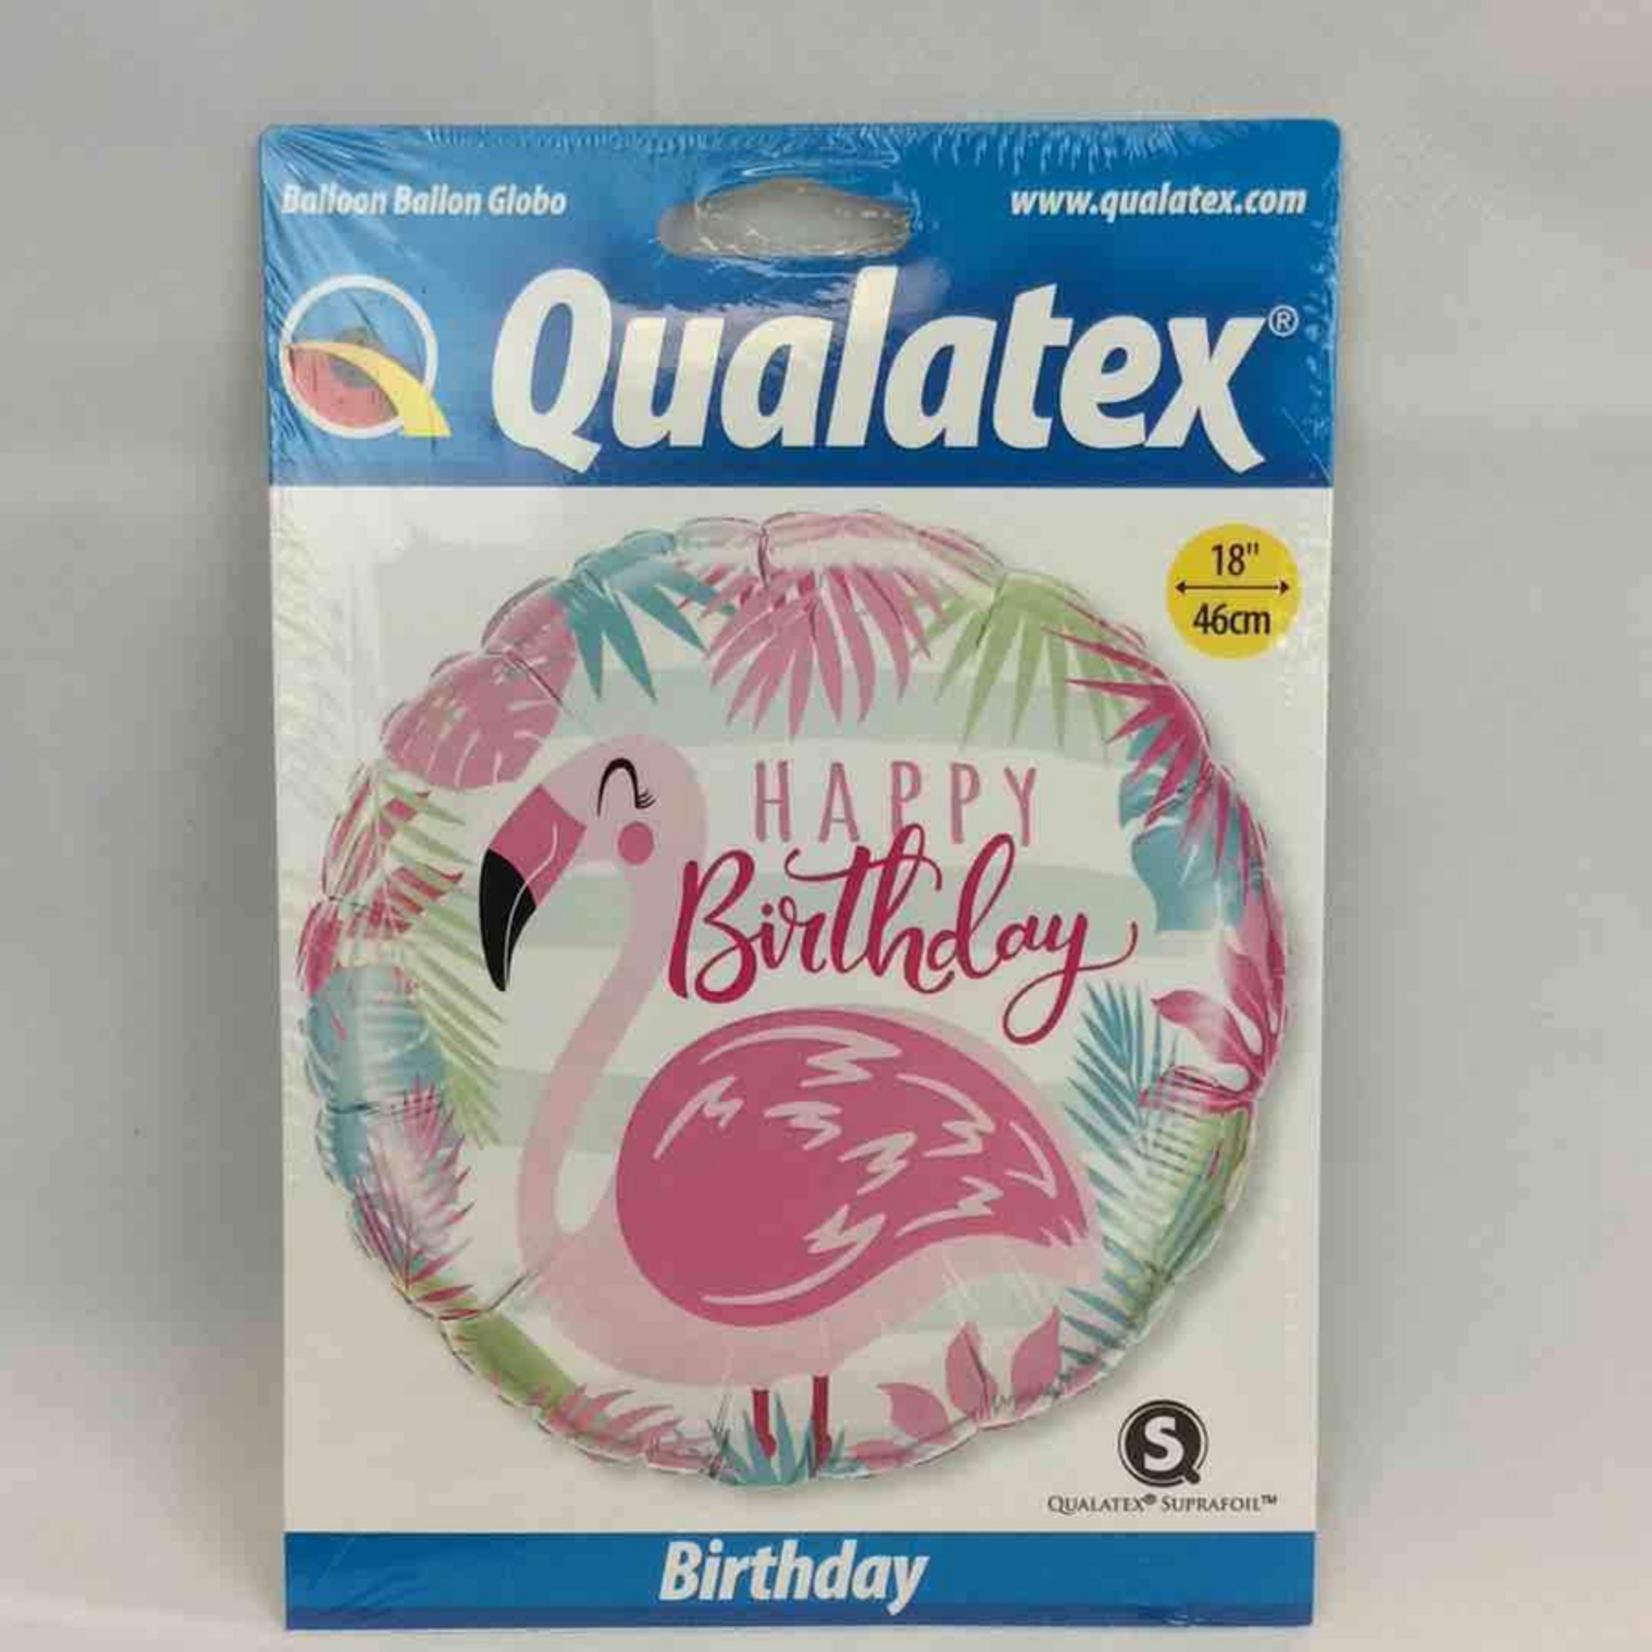 Balloon Ballon Globo
www.qualatex.com
Qualatex®
18"
46cm
HAPPY
Birthday
S
QUALATEX® SUPRAFOIL™
Birthday